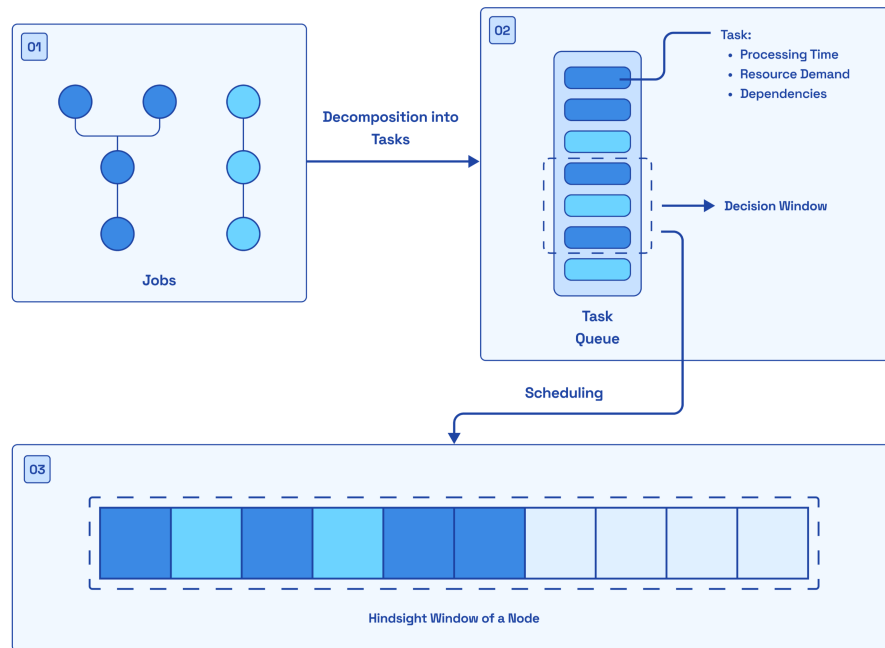 01
Jobs
Decomposition into
Tasks
02
Task:
• Processing Time
• Resource Demand
• Dependencies
Decision Window
Task
Queue
Scheduling
03
Hindsight Window of a Node